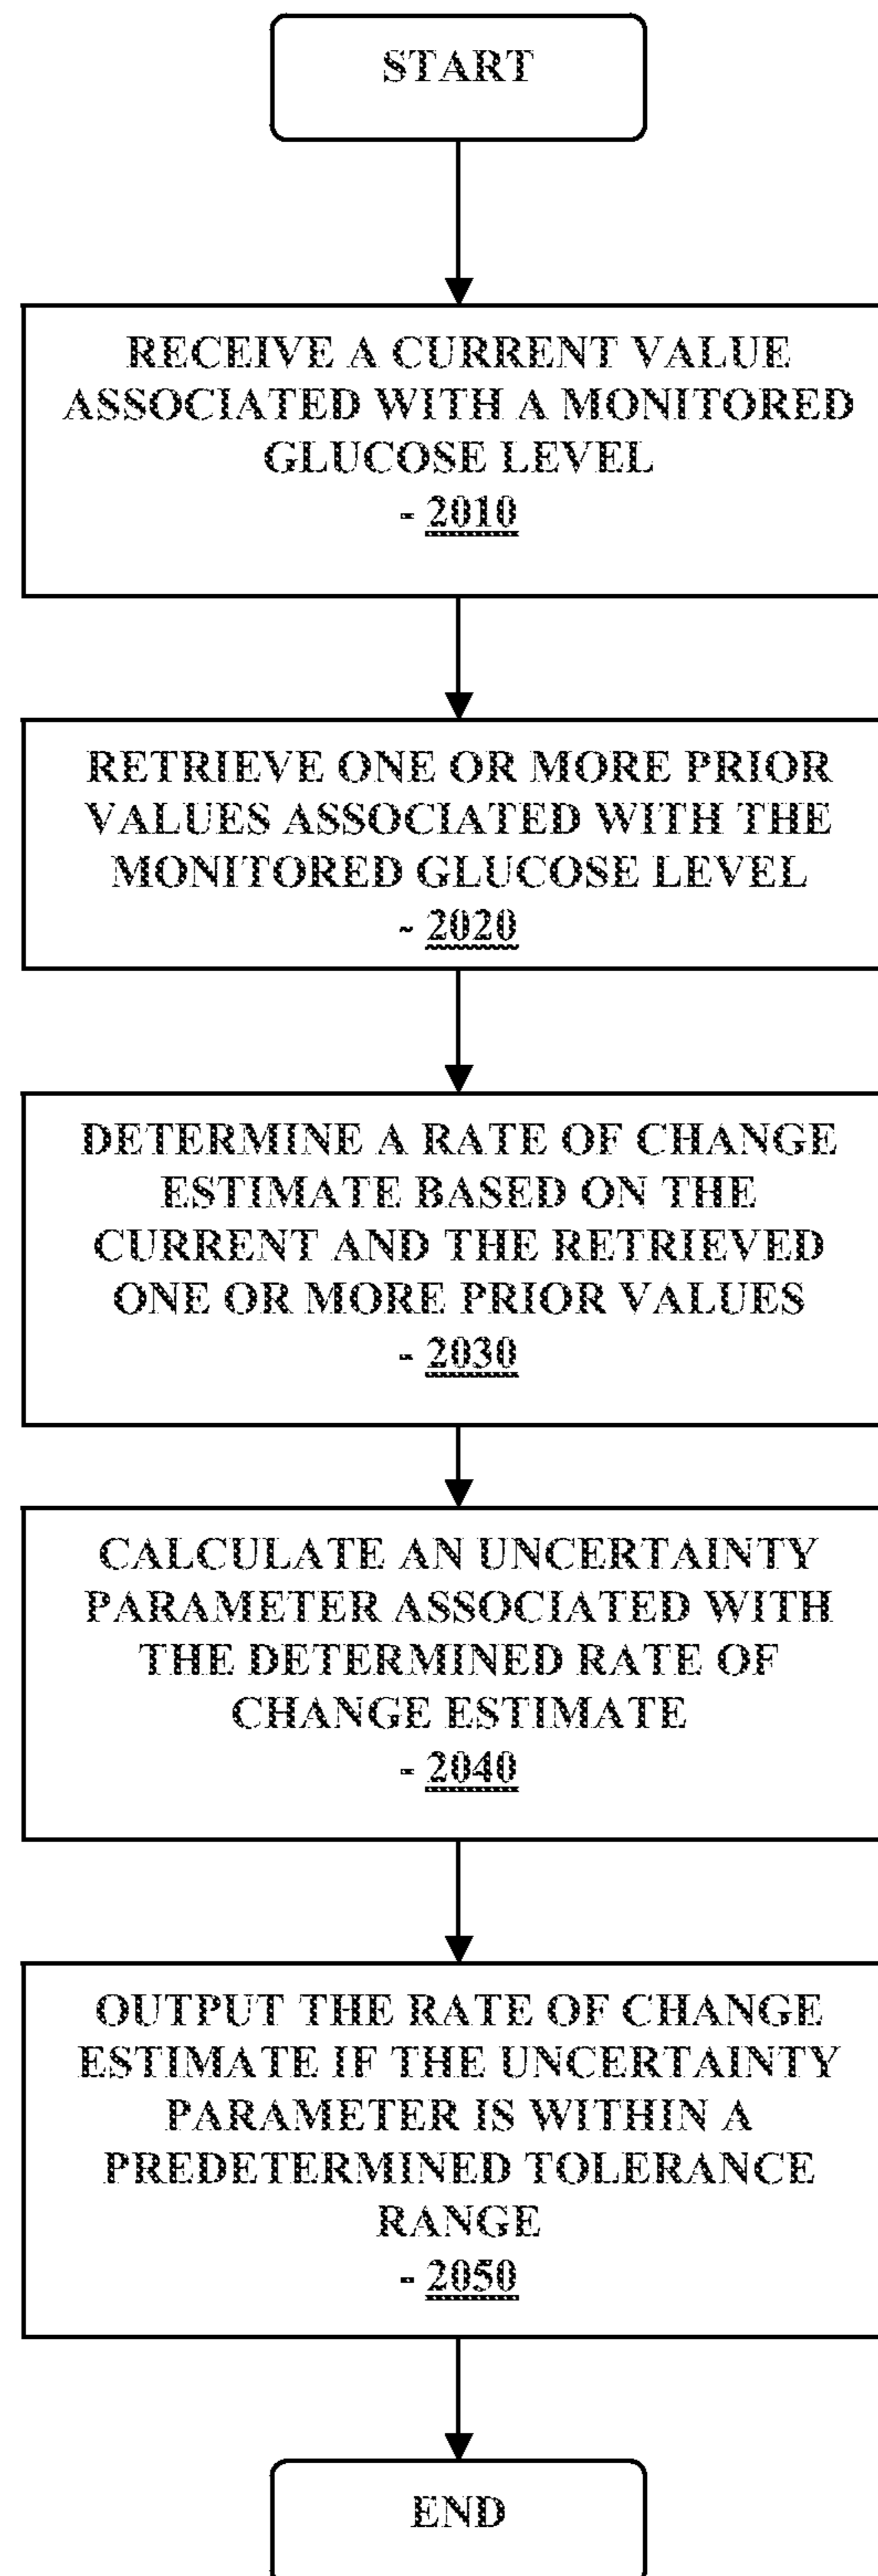 START
RECEIVE A CURRENT VALUE
ASSOCIATED WITH A MONITORED
GLUCOSE LEVEL
- 2010
RETRIEVE ONE OR MORE PRIOR
VALUES ASSOCIATED WITH THE
MONITORED GLUCOSE LEVEL
- 2020
DETERMINE A RATE OF CHANGE
ESTIMATE BASED ON THE
CURRENT AND THE RETRIEVED
ONE OR MORE PRIOR VALUES
- 2030
CALCULATE AN UNCERTAINTY
PARAMETER ASSOCIATED WITH
THE DETERMINED RATE OF
CHANGE ESTIMATE
- 2040
OUTPUT THE RATE OF CHANGE
ESTIMATE IF THE UNCERTAINTY
PARAMETER IS WITHIN A
PREDETERMINED TOLERANCE
RANGE
- 2050
END